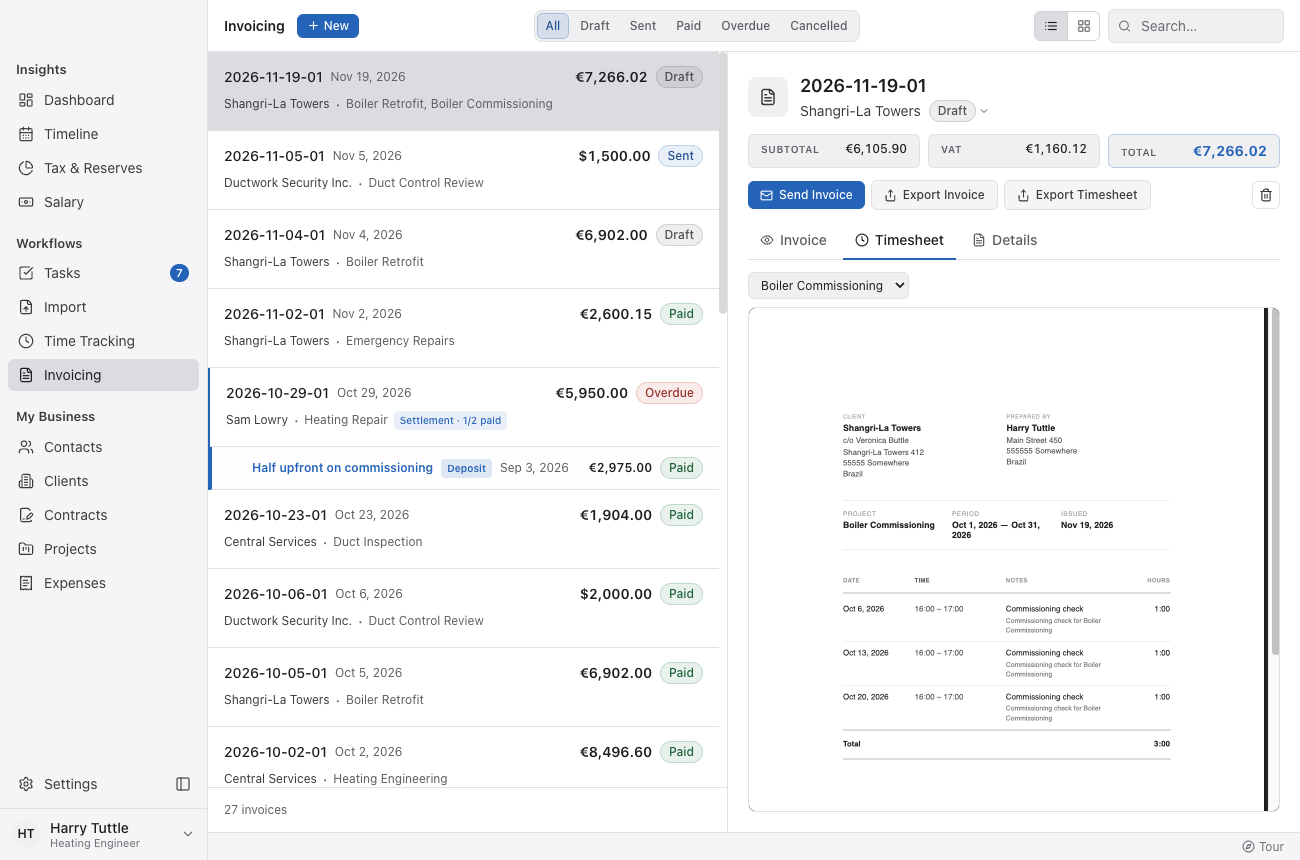 Insights
Dashboard
Timeline
Tax & Reserves
Salary
Workflows
Tasks 7
Import
Time Tracking
Invoicing
My Business
Contacts
Clients
Contracts
Projects
Expenses
Settings
HT Harry Tuttle
Heating Engineer
Invoicing + New All Draft Sent Paid Overdue Cancelled Search...
2026-11-19-01 Nov 19, 2026 €7,266.02 Draft
Shangri-La Towers · Boiler Retrofit, Boiler Commissioning
2026-11-05-01 Nov 5, 2026 $1,500.00 Sent
Ductwork Security Inc. · Duct Control Review
2026-11-04-01 Nov 4, 2026 €6,902.00 Draft
Shangri-La Towers · Boiler Retrofit
2026-11-02-01 Nov 2, 2026 €2,600.15 Paid
Shangri-La Towers · Emergency Repairs
2026-10-29-01 Oct 29, 2026 €5,950.00 Overdue
Sam Lowry · Heating Repair Settlement · 1/2 paid
Half upfront on commissioning Deposit Sep 3, 2026 €2,975.00 Paid
2026-10-23-01 Oct 23, 2026 €1,904.00 Paid
Central Services · Duct Inspection
2026-10-06-01 Oct 6, 2026 $2,000.00 Paid
Ductwork Security Inc. · Duct Control Review
2026-10-05-01 Oct 5, 2026 €6,902.00 Paid
Shangri-La Towers · Boiler Retrofit
2026-10-02-01 Oct 2, 2026 €8,496.60 Paid
Central Services · Heating Engineering
27 invoices
2026-11-19-01
Shangri-La Towers Draft
SUBTOTAL €6,105.90 VAT €1,160.12 TOTAL €7,266.02
Send Invoice Export Invoice Export Timesheet
Invoice Timesheet Details
Boiler Commissioning
CLIENT
Shangri-La Towers
c/o Veronica Buttle
Shangri-La Towers 412
55555 Somewhere
Brazil
PREPARED BY
Harry Tuttle
Main Street 450
555555 Somewhere
Brazil
PROJECT
Boiler Commissioning
PERIOD
Oct 1, 2026 — Oct 31,
2026
ISSUED
Nov 19, 2026
DATE TIME NOTES HOURS
Oct 6, 2026 16:00 – 17:00 Commissioning check 1:00
Commissioning check for Boiler
Commissioning
Oct 13, 2026 16:00 – 17:00 Commissioning check 1:00
Commissioning check for Boiler
Commissioning
Oct 20, 2026 16:00 – 17:00 Commissioning check 1:00
Commissioning check for Boiler
Commissioning
Total 3:00
Tour